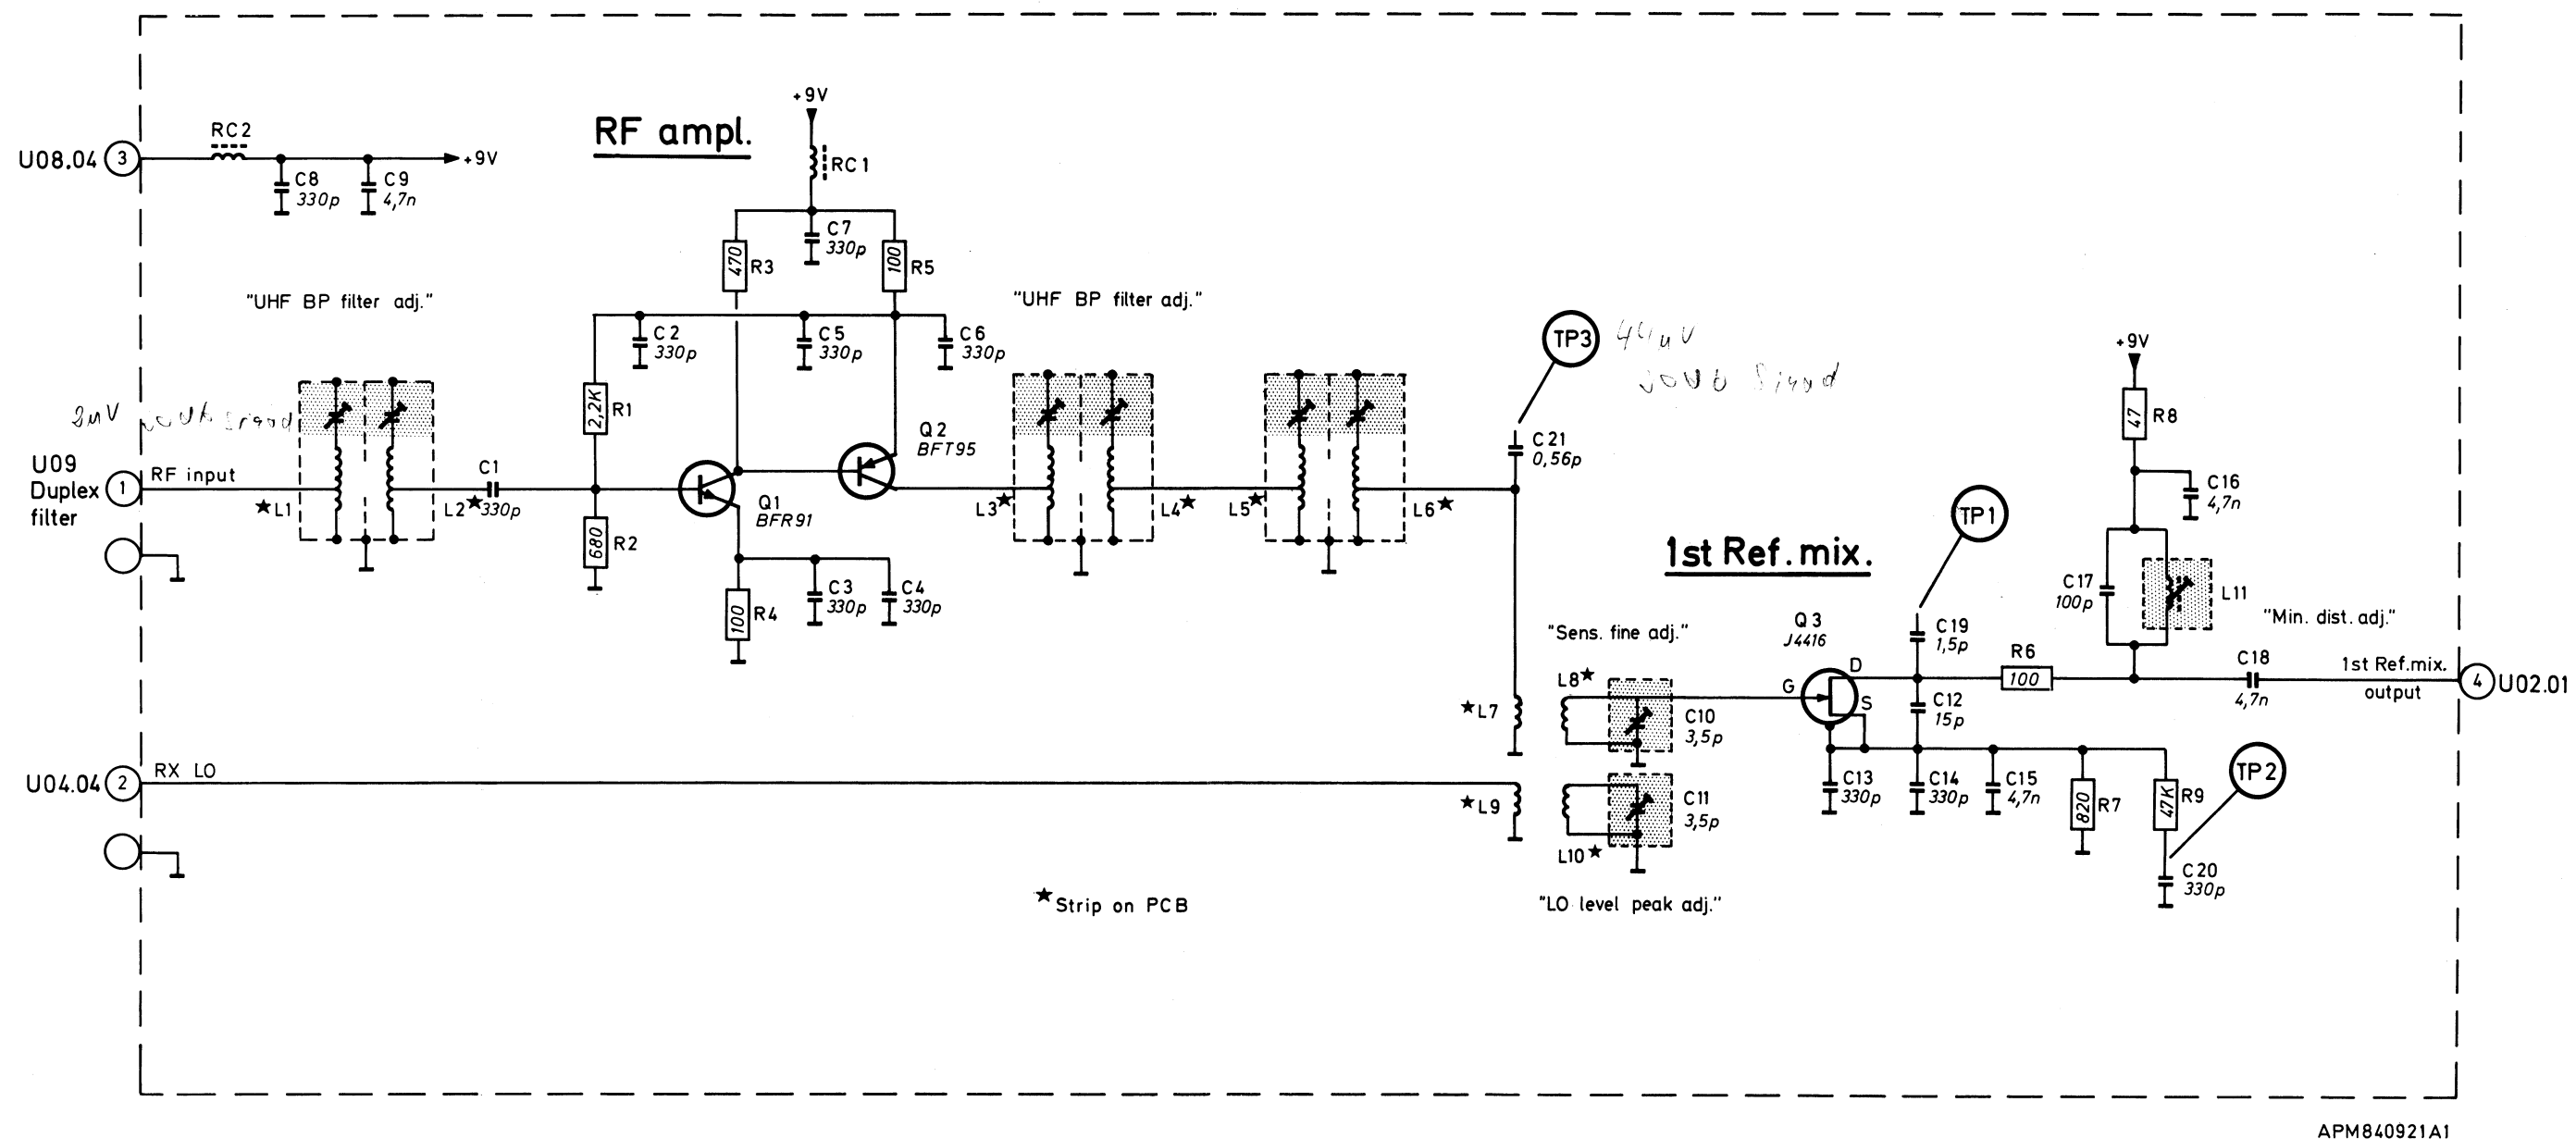 +9V
RF ampl.
RC2
RC1
U08.04
3
+9V
C8
330p
C9
4,7n
C7
330p
470
R3
100
R5
"UHF BP filter adj."
"UHF BP filter adj."
C2
330p
C5
330p
C6
330p
TP3
+9V
2,2K
R1
Q2
BFT95
47
R8
U09
Duplex
filter
1
RF input
★L1
L2★
C1
330p
Q1
BFR91
L3★
L4★
L5★
L6★
C21
0,56p
C16
4,7n
TP1
680
R2
1st Ref. mix.
C17
100p
L11
"Min. dist. adj."
C3
330p
C4
330p
100
R4
"Sens. fine adj."
Q3
J4416
C19
1,5p
R6
100
C18
4,7n
1st Ref.mix.
output
4
U02.01
L8★
G
D
S
★L7
C10
3,5p
C12
15p
U04.04
2
RX LO
★L9
C11
3,5p
L10★
C13
330p
C14
330p
C15
4,7n
820
R7
47K
R9
TP2
C20
330p
★Strip on PCB
"LO level peak adj."
APM840921A1